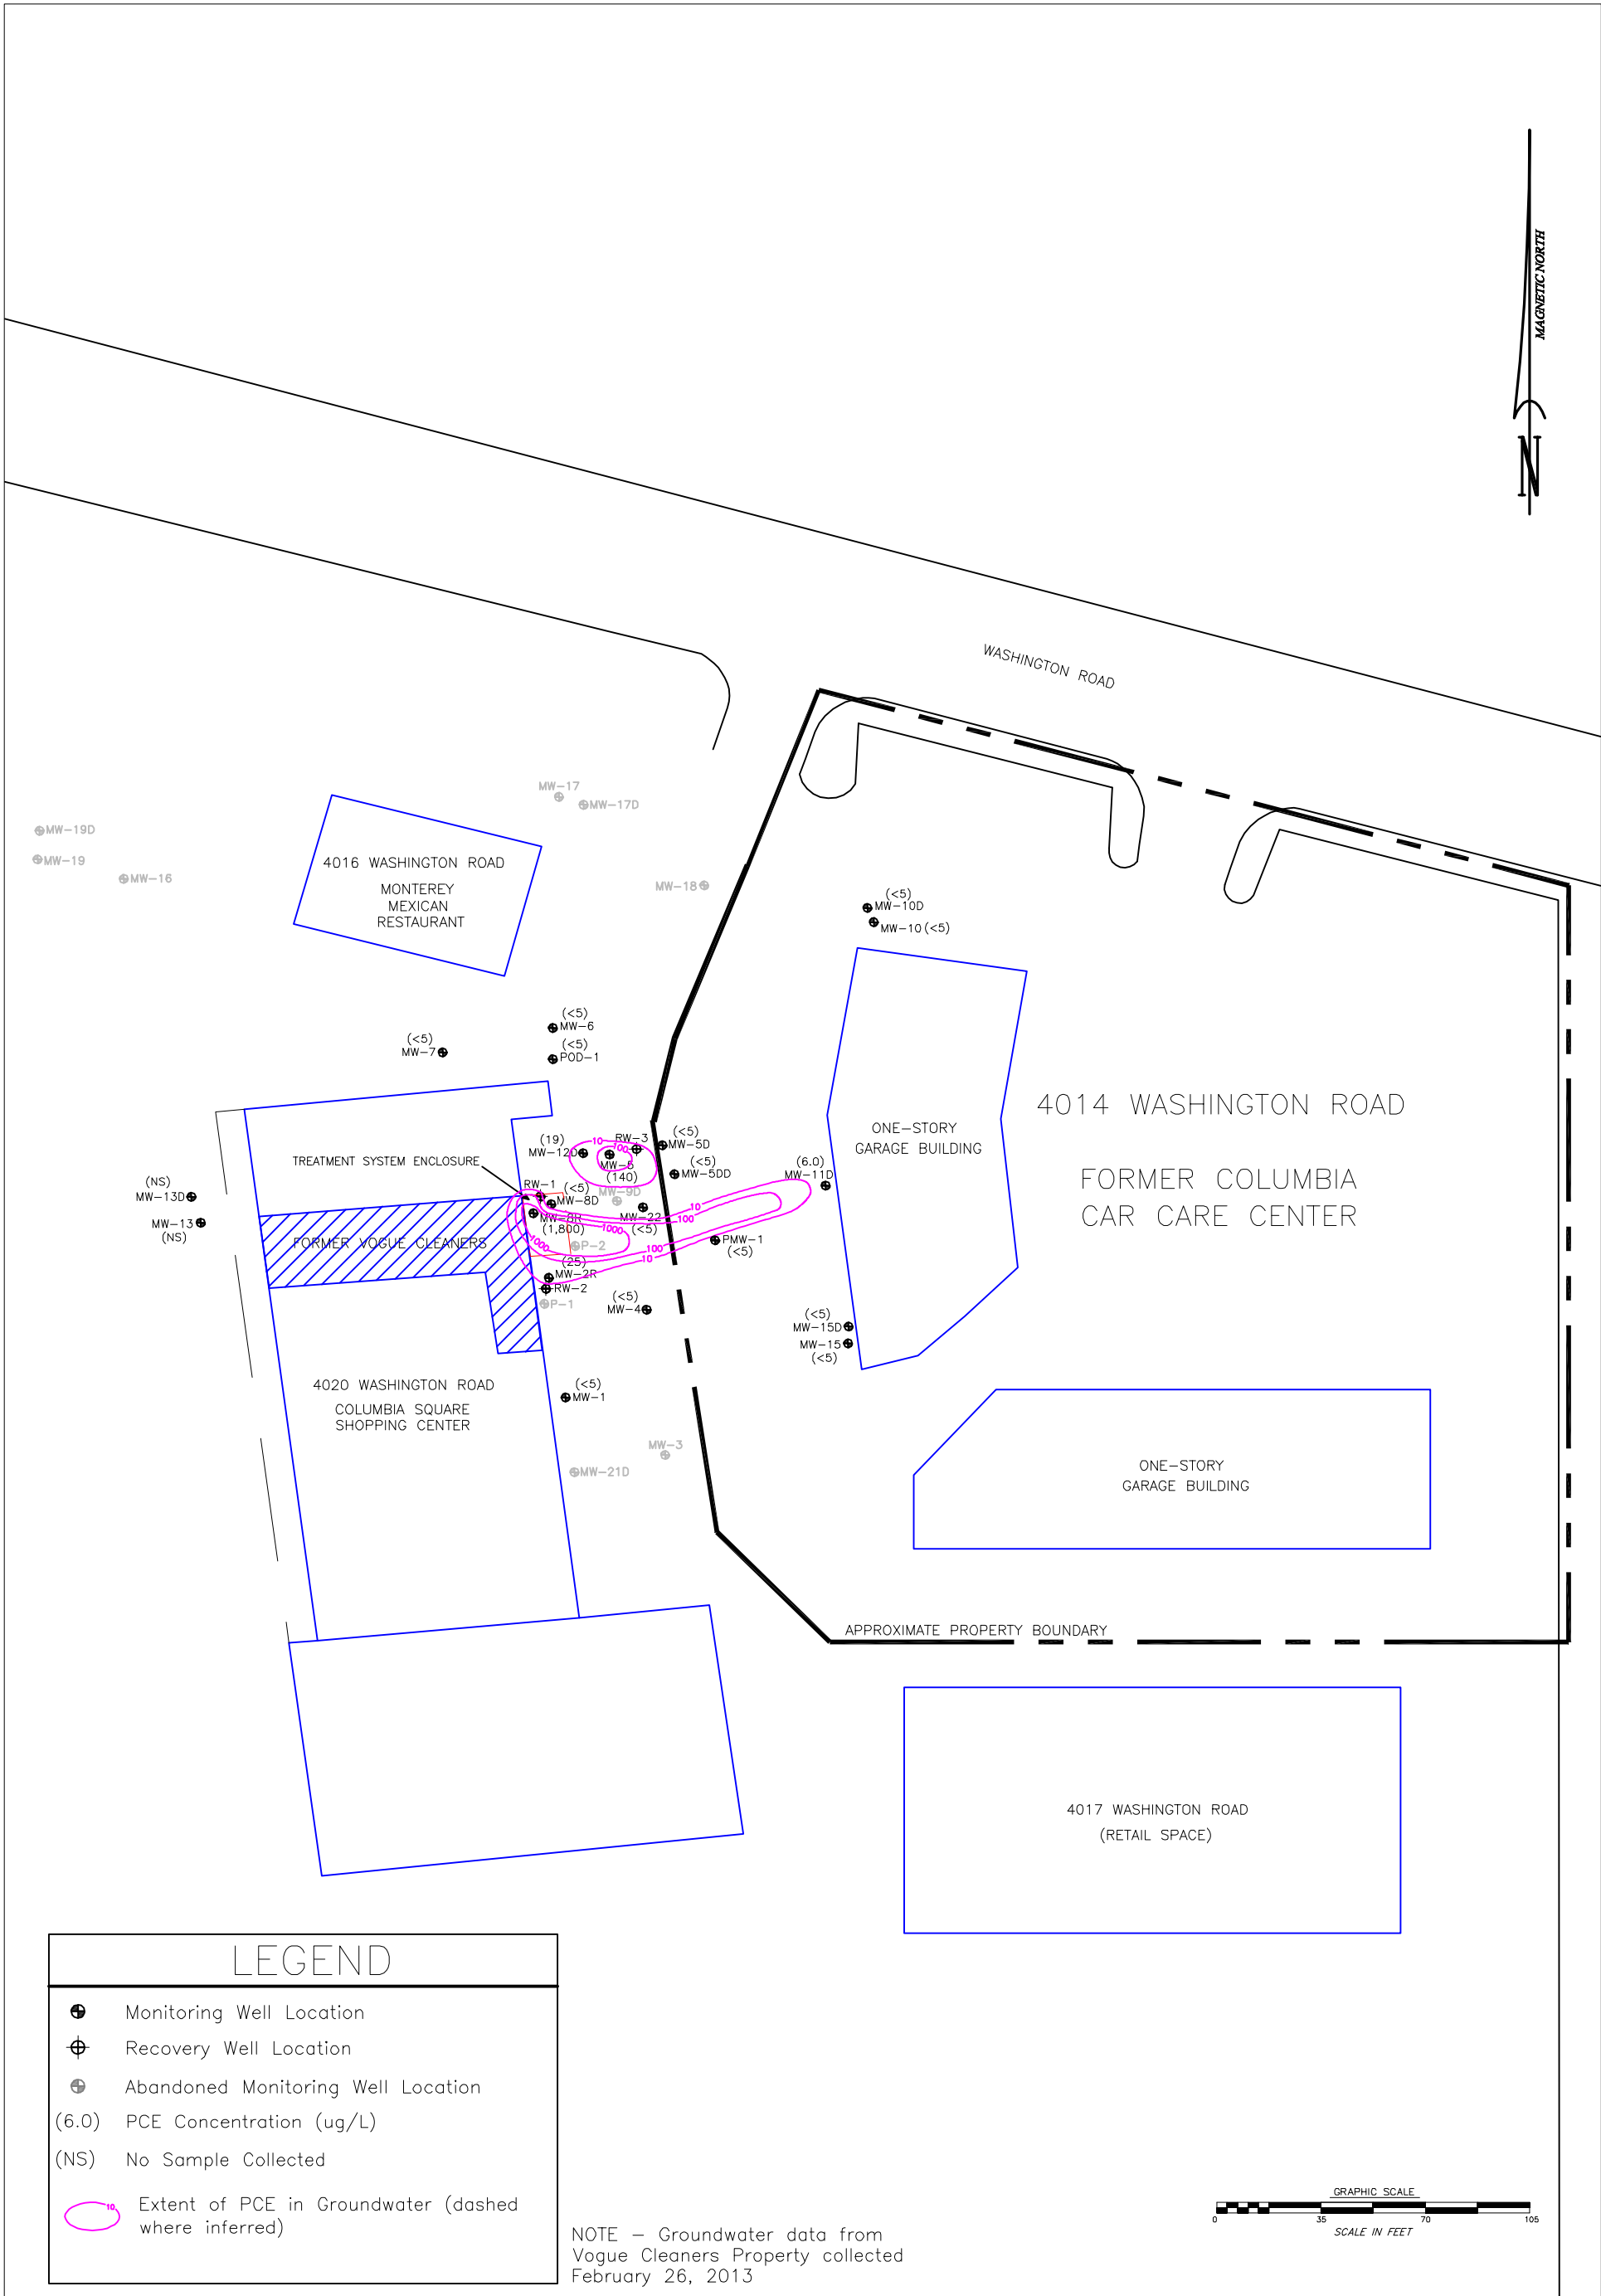 MAGNETIC NORTH
N
WASHINGTON ROAD
MW-17
MW-17D
MW-19D
MW-19
MW-16
4016 WASHINGTON ROAD
MONTEREY
MEXICAN
RESTAURANT
MW-18
(<5)
MW-10D
MW-10 (<5)
(<5)
MW-6
(<5)
MW-7
(<5)
POD-1
4014 WASHINGTON ROAD
FORMER COLUMBIA
CAR CARE CENTER
ONE-STORY
GARAGE BUILDING
(19)
MW-12D
10
100
RW-3
MW-5
(140)
(<5)
MW-5D
(<5)
MW-5DD
(6.0)
MW-11D
TREATMENT SYSTEM ENCLOSURE
(NS)
MW-13D
MW-13
(NS)
RW-1
(<5)
MW-8D
MW-9D
MW-8R
(1,800)
MW-22
(<5)
10
100
1000
1000
100
10
FORMER VOGUE CLEANERS
P-2
PMW-1
(<5)
(25)
MW-2R
RW-2
P-1
(<5)
MW-4
(<5)
MW-15D
MW-15
(<5)
4020 WASHINGTON ROAD
COLUMBIA SQUARE
SHOPPING CENTER
(<5)
MW-1
MW-3
MW-21D
ONE-STORY
GARAGE BUILDING
APPROXIMATE PROPERTY BOUNDARY
4017 WASHINGTON ROAD
(RETAIL SPACE)
LEGEND
Monitoring Well Location
Recovery Well Location
Abandoned Monitoring Well Location
(6.0) PCE Concentration (ug/L)
(NS) No Sample Collected
10
Extent of PCE in Groundwater (dashed
where inferred)
NOTE - Groundwater data from
Vogue Cleaners Property collected
February 26, 2013
GRAPHIC SCALE
0 35 70 105
SCALE IN FEET